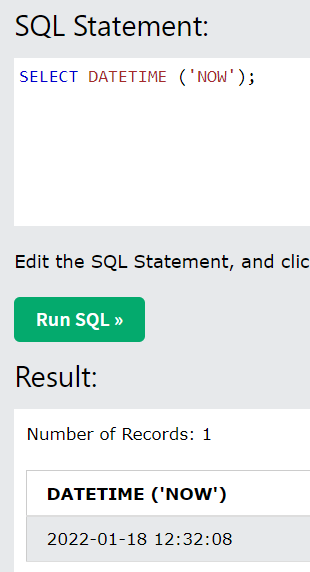 SQL Statement:
SELECT DATETIME ('NOW');
Edit the SQL Statement, and clic
Run SQL »
Result:
Number of Records: 1
DATETIME ('NOW')
2022-01-18 12:32:08